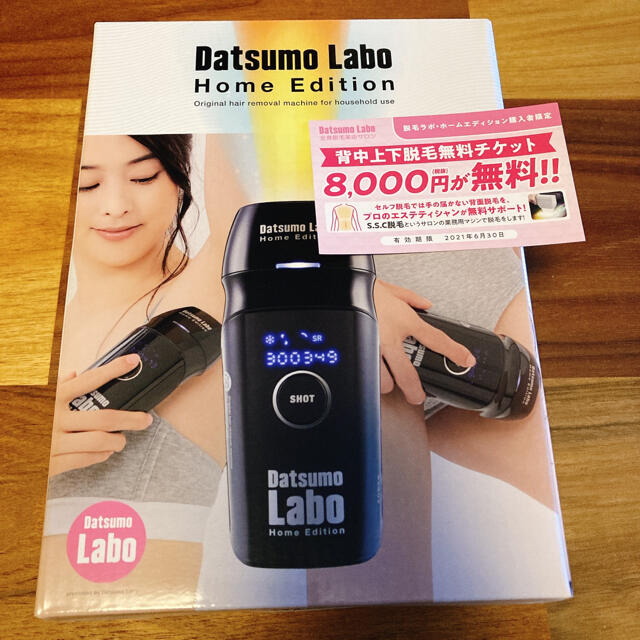 Datsumo Labo
Home Edition
Original hair removal machine for household use
Datsumo Labo
全身脱毛美容サロン
脱毛ラボ・ホームエディション購入者限定
背中上下脱毛無料チケット
8,000円(税抜)が無料!!
セルフ脱毛では手の届かない背面脱毛を、
プロのエステティシャンが無料サポート!
S.S.C脱毛というサロンの業務用マシンで脱毛をします!
有効期限 2021年6月30日
Datsumo Labo
Home Edition
SR
300349
SHOT
Datsumo
Labo
Home Edition
Datsumo
Labo
presented by Datsumo Labo